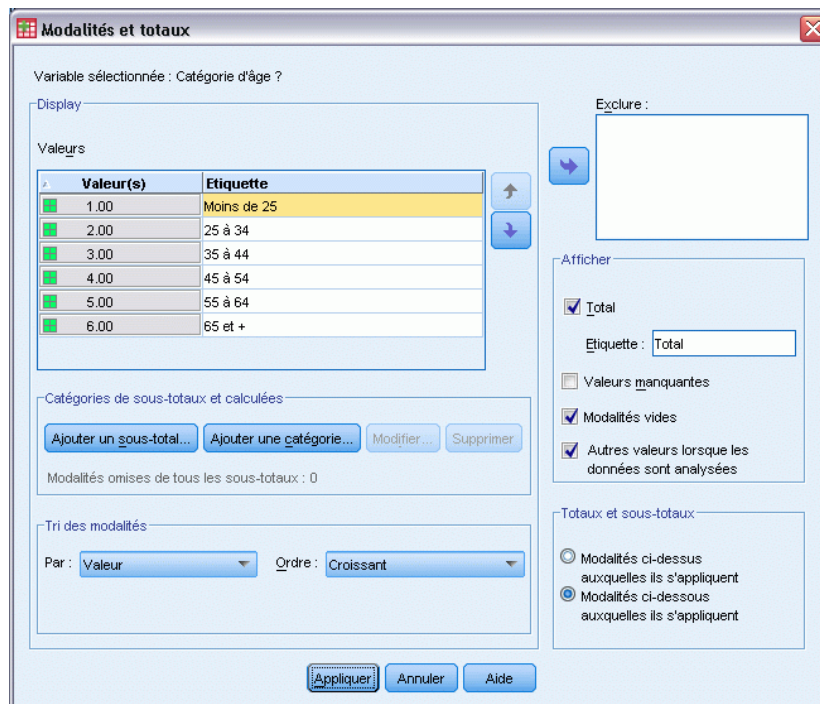 Modalités et totaux
Variable sélectionnée : Catégorie d'âge ?
Display
Valeurs
Valeur(s) Etiquette
1.00 Moins de 25
2.00 25 à 34
3.00 35 à 44
4.00 45 à 54
5.00 55 à 64
6.00 65 et +
Catégories de sous-totaux et calculées
Ajouter un sous-total... Ajouter une catégorie... Modifier... Supprimer
Modalités omises de tous les sous-totaux : 0
Tri des modalités
Par : Valeur Ordre : Croissant
Exclure :
Afficher
Total
Etiquette : Total
Valeurs manquantes
Modalités vides
Autres valeurs lorsque les
données sont analysées
Totaux et sous-totaux
Modalités ci-dessus
auxquelles ils s'appliquent
Modalités ci-dessous
auxquelles ils s'appliquent
Appliquer Annuler Aide